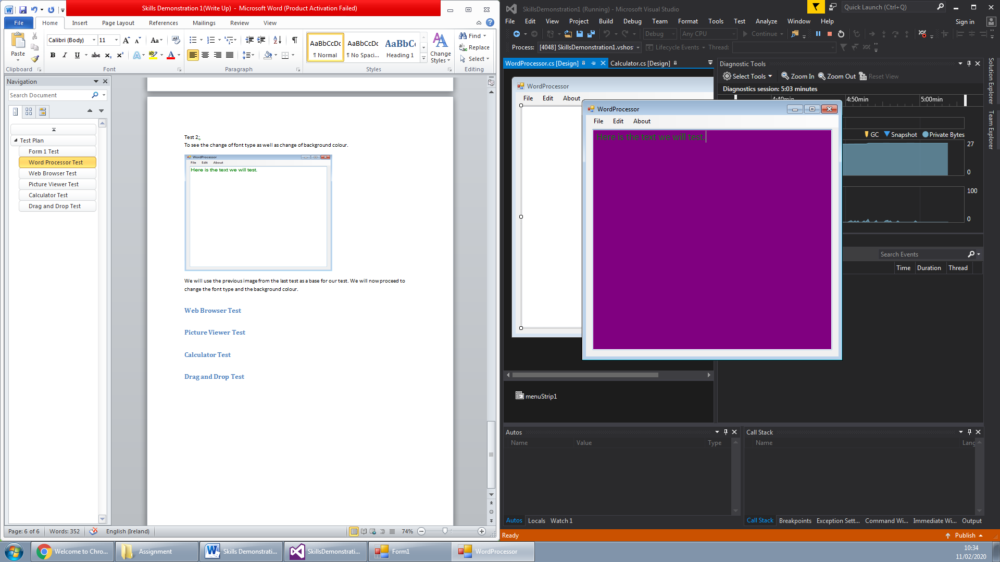 Skills Demonstration 1(Write Up) - Microsoft Word (Product Activation Failed)
File Home Insert Page Layout References Mailings Review View
Paste
Calibri (Body) 11
AaBbCcDc AaBbCcDc AaBbCc
¶ Normal ¶ No Spaci... Heading 1
Change Styles
Find
Replace
Select
Clipboard Font Paragraph Styles Editing
Navigation
Search Document
Test Plan
Form 1 Test
Word Processor Test
Web Browser Test
Picture Viewer Test
Calculator Test
Drag and Drop Test
Test 2;
To see the change of font type as well as change of background colour.
WordProcessor
File Edit About
Here is the text we will test.
We will use the previous image from the last test as a base for our test. We will now proceed to
change the font type and the background colour.
Web Browser Test
Picture Viewer Test
Calculator Test
Drag and Drop Test
Page: 6 of 6 Words: 352 English (Ireland) 74%
SkillsDemonstration1 (Running) - Microsoft Visual Studio
Quick Launch (Ctrl+Q)
File Edit View Project Build Debug Team Format Tools Test Analyze Window Help Sign in
Debug Any CPU Continue
Process: [4048] SkillsDemonstration1.vshos Lifecycle Events Thread:
WordProcessor.cs [Design] Calculator.cs [Design]
WordProcessor
File Edit About
WordProcessor
File Edit About
Here is the text we will test.
menuStrip1
Diagnostic Tools
Select Tools Zoom In Zoom Out Reset View
Diagnostics session: 5:03 minutes
4:40min 4:50min 5:00min
GC Snapshot Private Bytes
27
0
100
0
Search Events
Time Duration Thread
Solution Explorer
Team Explorer
Autos
Name Value Type
Autos Locals Watch 1
Call Stack
Name Lang
Call Stack Breakpoints Exception Sett... Command Wi... Immediate Wi... Output
Ready Publish
Welcome to Chro... Assignment Skills Demonstrati... SkillsDemonstrati... Form1 WordProcessor
10:34
11/02/2020